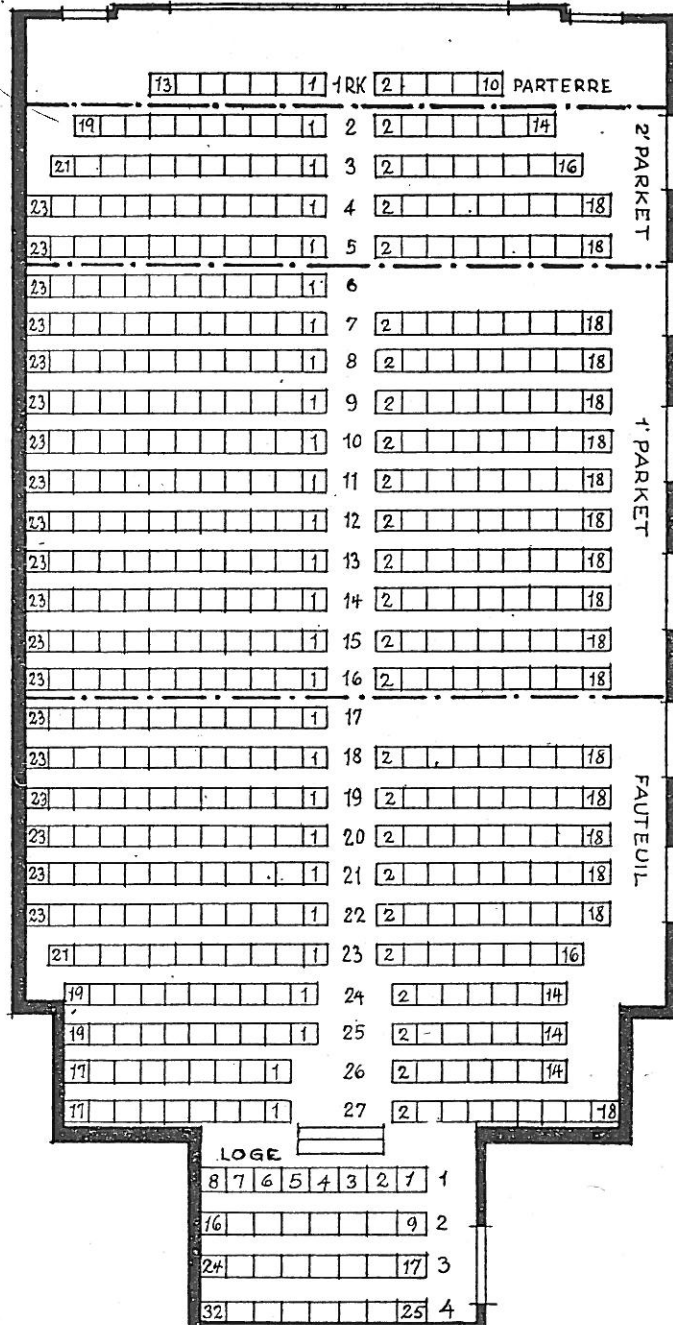 13 1 1RK 2 10 PARTERRE
19 1 2 2 14
21 1 3 2 16
23 1 4 2 18
23 1 5 2 18
2' PARKET
23 1 6
23 1 7 2 18
23 1 8 2 18
23 1 9 2 18
23 1 10 2 18
23 1 11 2 18
23 1 12 2 18
23 1 13 2 18
23 1 14 2 18
23 1 15 2 18
23 1 16 2 18
1' PARKET
23 1 17
23 1 18 2 18
23 1 19 2 18
23 1 20 2 18
23 1 21 2 18
23 1 22 2 18
21 1 23 2 16
19 1 24 2 14
19 1 25 2 14
17 1 26 2 14
17 1 27 2 18
FAUTEUIL
LOGE
8 7 6 5 4 3 2 1 1
16 9 2
24 17 3
32 25 4